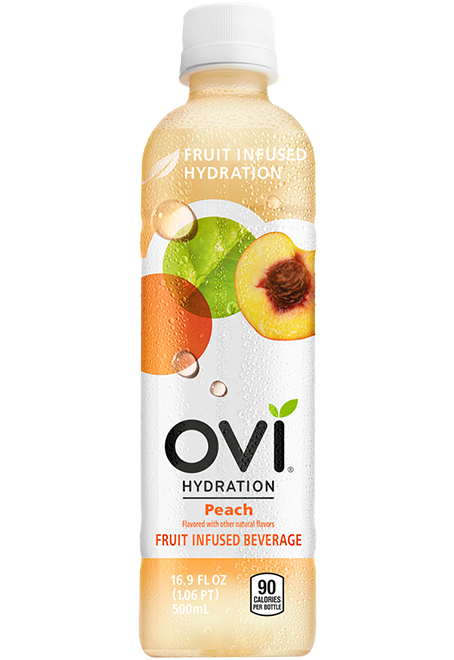 FRUIT INFUSED
HYDRATION
OVI®
HYDRATION
Peach
Flavored with other natural flavors
FRUIT INFUSED BEVERAGE
16.9 FL OZ
(1.06 PT)
500mL
90
CALORIES
PER BOTTLE